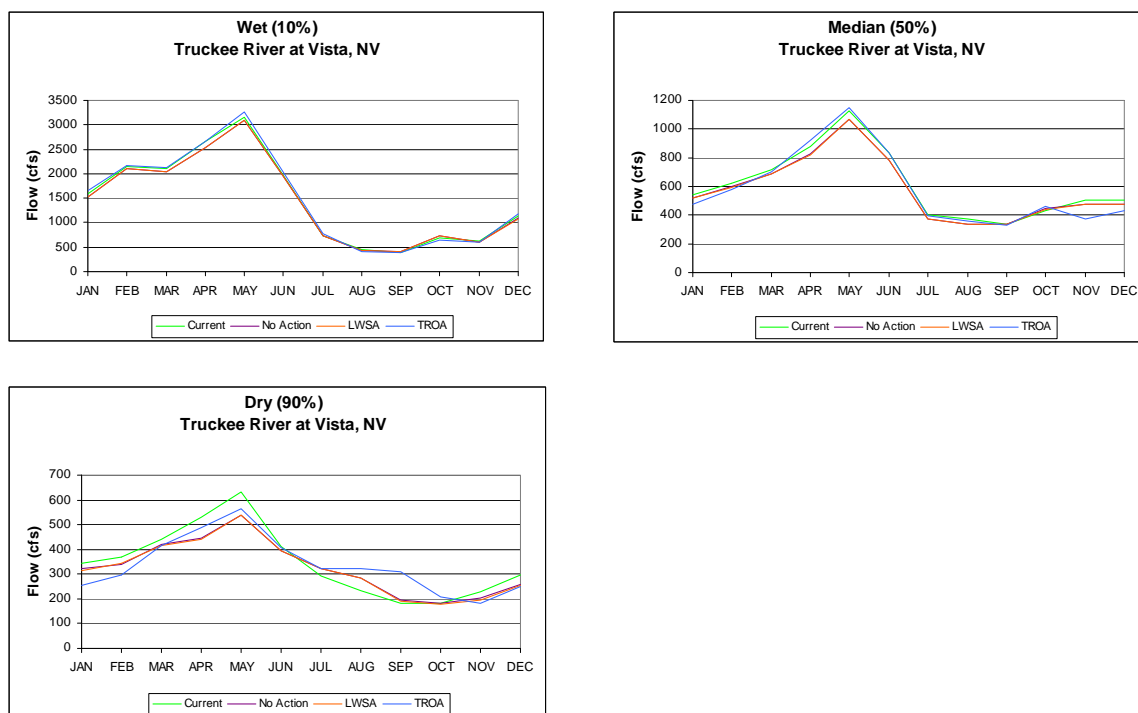 Wet (10%)
Truckee River at Vista, NV
Flow (cfs)
3500
3000
2500
2000
1500
1000
500
0
JAN FEB MAR APR MAY JUN JUL AUG SEP OCT NOV DEC
Current No Action LWSA TROA
Median (50%)
Truckee River at Vista, NV
Flow (cfs)
1200
1000
800
600
400
200
0
JAN FEB MAR APR MAY JUN JUL AUG SEP OCT NOV DEC
Current No Action LWSA TROA
Dry (90%)
Truckee River at Vista, NV
Flow (cfs)
700
600
500
400
300
200
100
0
JAN FEB MAR APR MAY JUN JUL AUG SEP OCT NOV DEC
Current No Action LWSA TROA